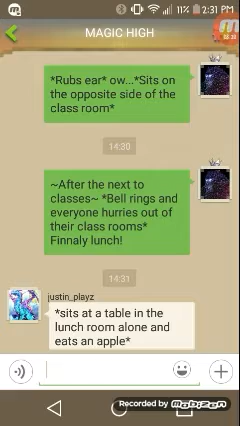 11% 2:31 PM
MAGIC HIGH
*Rubs ear* ow...*Sits on
the opposite side of the
class room*
14:30
~After the next to
classes~ *Bell rings and
everyone hurries out of
their class rooms*
Finnaly lunch!
14:31
justin_playz
*sits at a table in the
lunch room alone and
eats an apple*
Recorded by Mobizen